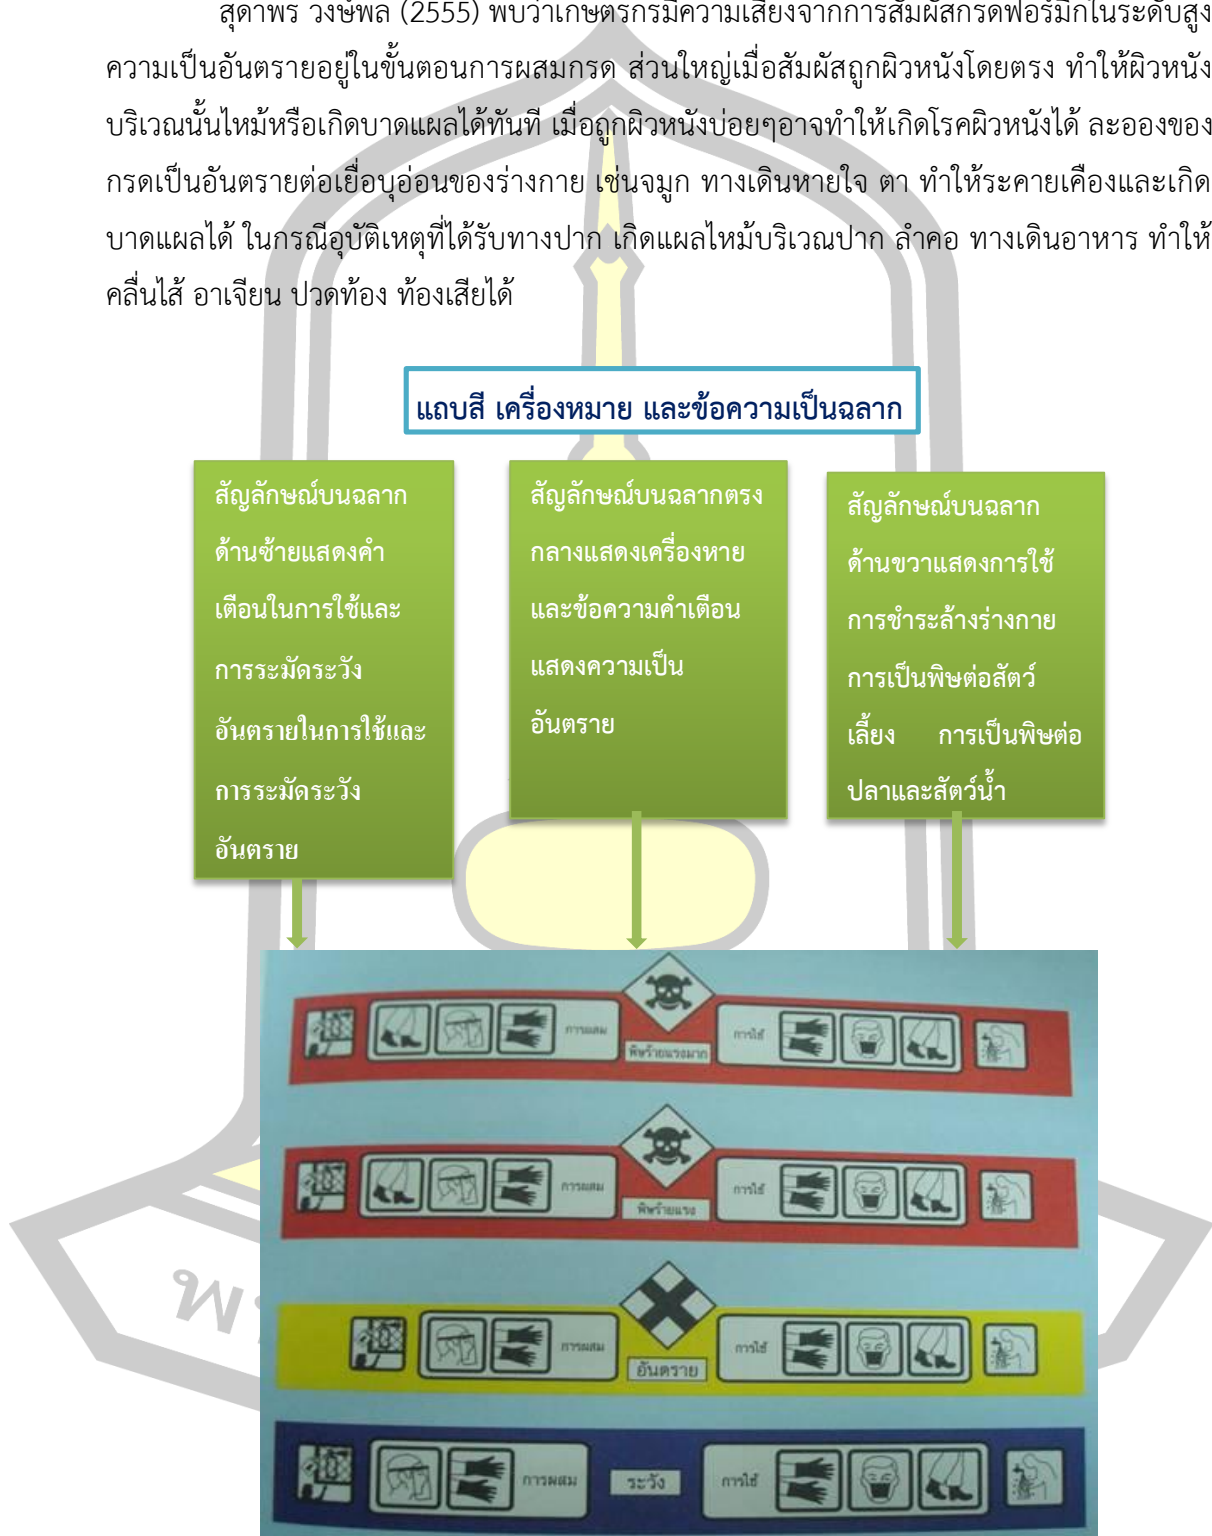 สุดาพร วงษ์พล (2555) พบว่าเกษตรกรมีความเสี่ยงจากการสัมผัสกรดฟอร์มิกในระดับสูง
ความเป็นอันตรายอยู่ในขั้นตอนการผสมกรด ส่วนใหญ่เมื่อสัมผัสถูกผิวหนังโดยตรง ทำให้ผิวหนัง
บริเวณนั้นไหม้หรือเกิดบาดแผลได้ทันที เมื่อถูกผิวหนังบ่อยๆอาจทำให้เกิดโรคผิวหนังได้ ละอองของ
กรดเป็นอันตรายต่อเยื่อบุอ่อนของร่างกาย เช่นจมูก ทางเดินหายใจ ตา ทำให้ระคายเคืองและเกิด
บาดแผลได้ ในกรณีอุบัติเหตุที่ได้รับทางปาก เกิดแผลไหม้บริเวณปาก ลำคอ ทางเดินอาหาร ทำให้
คลื่นไส้ อาเจียน ปวดท้อง ท้องเสียได้
แถบสี เครื่องหมาย และข้อความเป็นฉลาก
สัญลักษณ์บนฉลาก
ด้านซ้ายแสดงคำ
เตือนในการใช้และ
การระมัดระวัง
อันตรายในการใช้และ
การระมัดระวัง
อันตราย
สัญลักษณ์บนฉลากตรง
กลางแสดงเครื่องหาย
และข้อความคำเตือน
แสดงความเป็น
อันตราย
สัญลักษณ์บนฉลาก
ด้านขวาแสดงการใช้
การชำระล้างร่างกาย
การเป็นพิษต่อสัตว์
เลี้ยง การเป็นพิษต่อ
ปลาและสัตว์น้ำ
การผสม
พิษร้ายแรงมาก
การใช้
การผสม
พิษร้ายแรง
การใช้
การผสม
อันตราย
การใช้
การผสม
ระวัง
การใช้